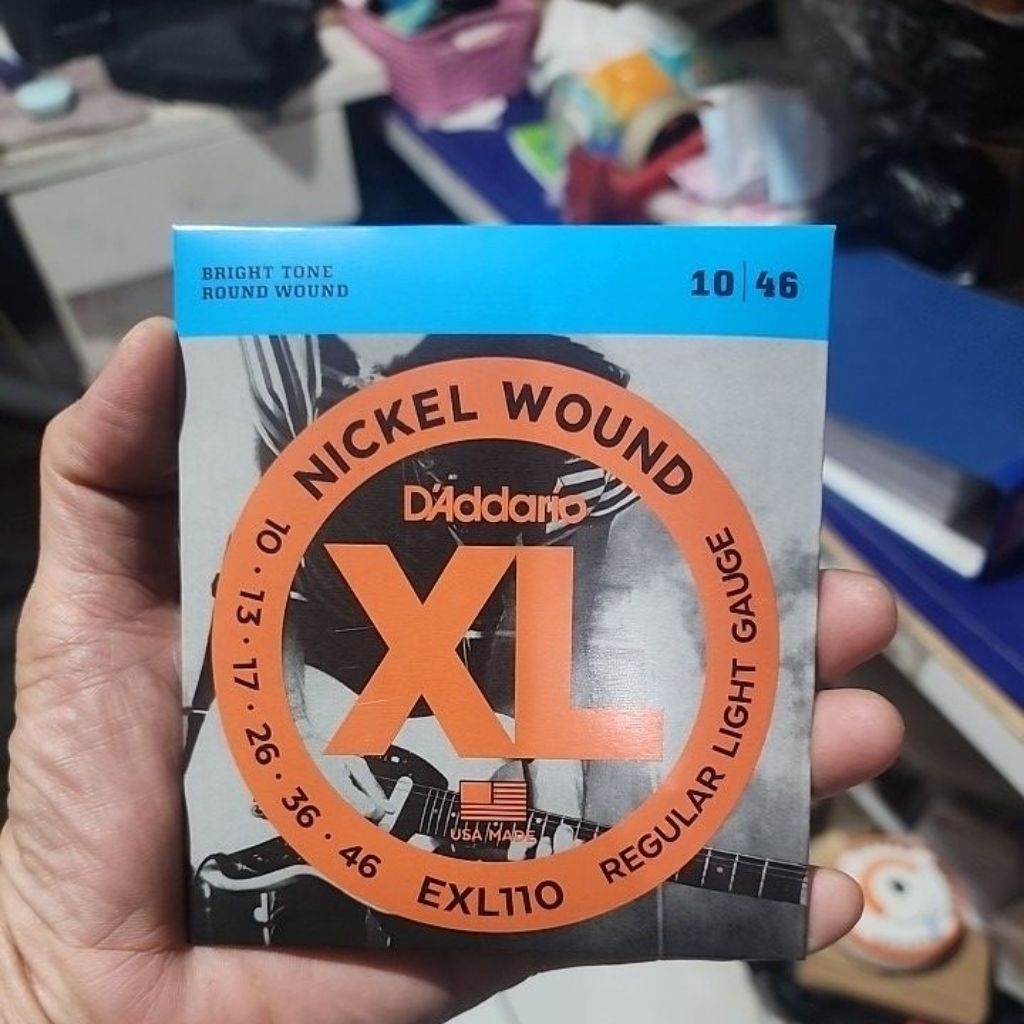 BRIGHT TONE
ROUND WOUND
10 | 46
NICKEL WOUND
D'Addario
XL
USA MADE
10 · 13 · 17 · 26 · 36 · 46
EXL110
REGULAR LIGHT GAUGE